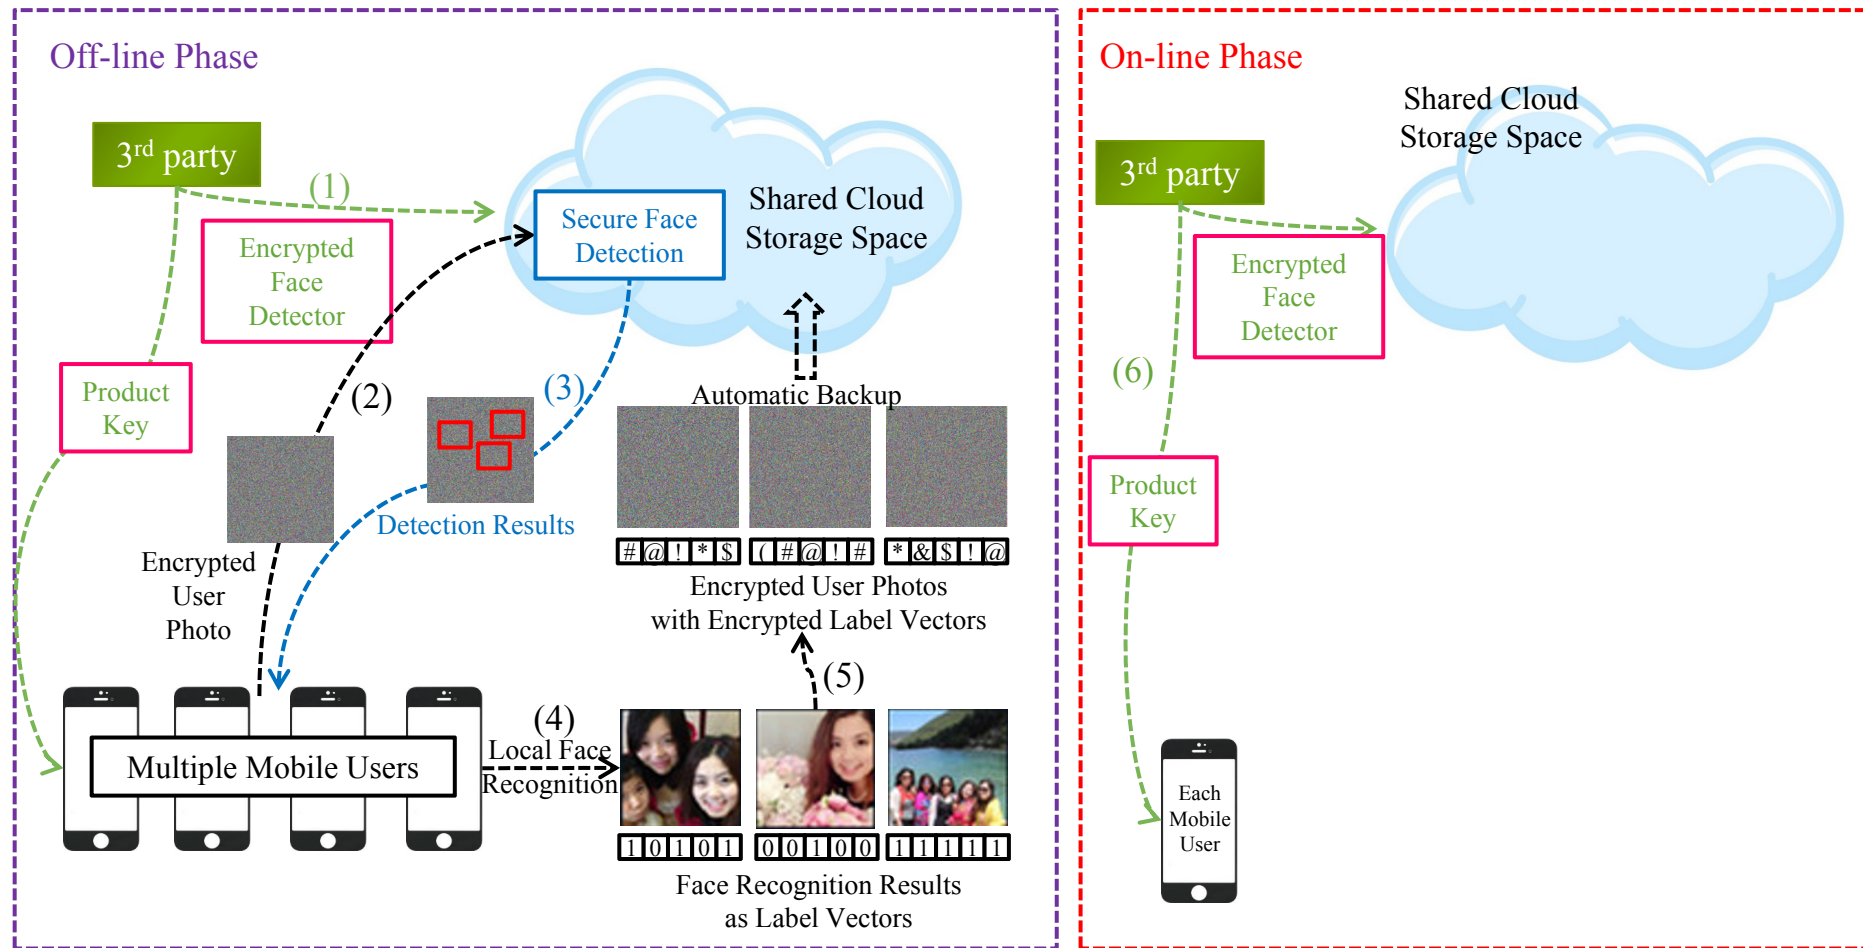 Off-line Phase
3rd party
(1)
Encrypted
Face
Detector
Secure Face
Detection
Shared Cloud
Storage Space
Product
Key
(2)
(3)
Automatic Backup
Detection Results
Encrypted
User
Photo
#@!*$
(#@!#
*&$!@
Encrypted User Photos
with Encrypted Label Vectors
(5)
(4)
Local Face
Recognition
Multiple Mobile Users
10101
00100
11111
Face Recognition Results
as Label Vectors
On-line Phase
Shared Cloud
Storage Space
3rd party
Encrypted
Face
Detector
(6)
Product
Key
Each
Mobile
User